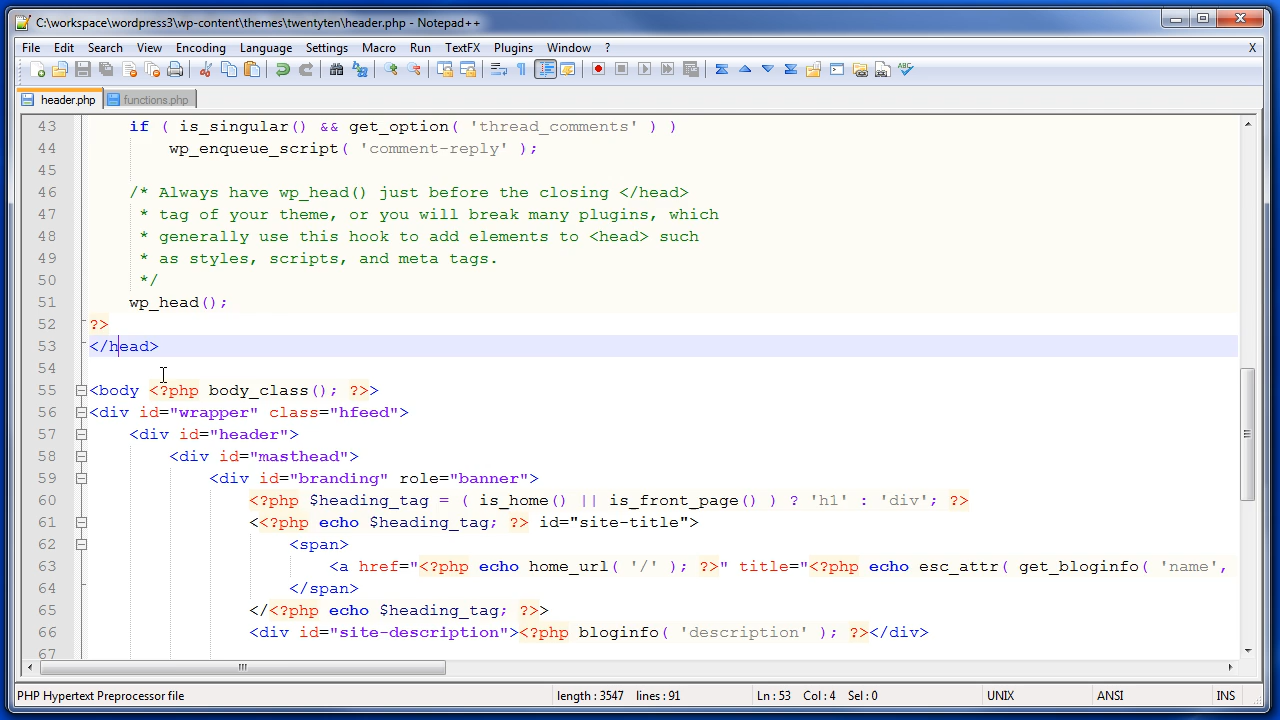 C:\workspace\wordpress3\wp-content\themes\twentyten\header.php - Notepad++
File Edit Search View Encoding Language Settings Macro Run TextFX Plugins Window ? X
header.php functions.php
43 if ( is_singular() && get_option( 'thread_comments' ) )
44 wp_enqueue_script( 'comment-reply' );
45
46 /* Always have wp_head() just before the closing </head>
47 * tag of your theme, or you will break many plugins, which
48 * generally use this hook to add elements to <head> such
49 * as styles, scripts, and meta tags.
50 */
51 wp_head();
52 ?>
53 </head>
54
55 <body <?php body_class(); ?>>
56 <div id="wrapper" class="hfeed">
57 <div id="header">
58 <div id="masthead">
59 <div id="branding" role="banner">
60 <?php $heading_tag = ( is_home() || is_front_page() ) ? 'h1' : 'div'; ?>
61 <<?php echo $heading_tag; ?> id="site-title">
62 <span>
63 <a href="<?php echo home_url( '/' ); ?>" title="<?php echo esc_attr( get_bloginfo( 'name',
64 </span>
65 </<?php echo $heading_tag; ?>>
66 <div id="site-description"><?php bloginfo( 'description' ); ?></div>
67
PHP Hypertext Preprocessor file length : 3547 lines : 91 Ln : 53 Col : 4 Sel : 0 UNIX ANSI INS